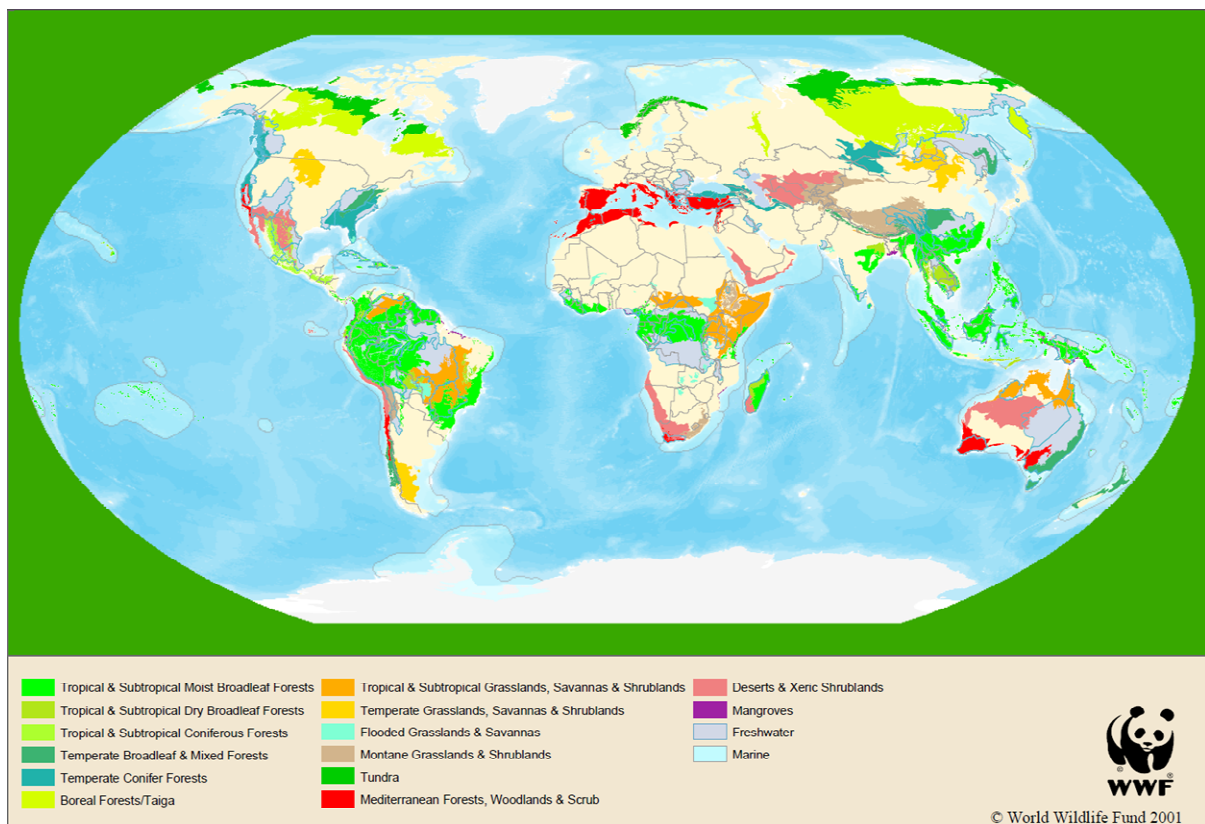 Tropical & Subtropical Moist Broadleaf Forests
Tropical & Subtropical Dry Broadleaf Forests
Tropical & Subtropical Coniferous Forests
Temperate Broadleaf & Mixed Forests
Temperate Conifer Forests
Boreal Forests/Taiga
Tropical & Subtropical Grasslands, Savannas & Shrublands
Temperate Grasslands, Savannas & Shrublands
Flooded Grasslands & Savannas
Montane Grasslands & Shrublands
Tundra
Mediterranean Forests, Woodlands & Scrub
Deserts & Xeric Shrublands
Mangroves
Freshwater
Marine
© ®
WWF
© World Wildlife Fund 2001